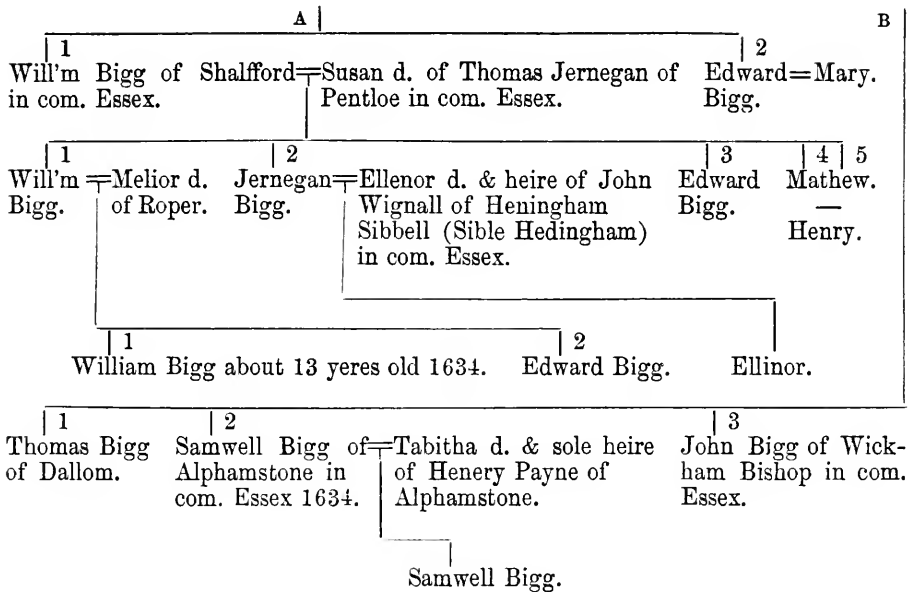 A B
1 2
Will'm Bigg of Shalfford=Susan d. of Thomas Jernegan of Edward=Mary.
in com. Essex. Pentloe in com. Essex. Bigg.
1 2 3 4 5
Will'm=Melior d. Jernegan=Ellenor d. & heire of John Edward Mathew.
Bigg. of Roper. Bigg. Wignall of Heningham Bigg. —
Sibbell (Sible Hedingham) Henry.
in com. Essex.
1 2
William Bigg about 13 yeres old 1634. Edward Bigg. Ellinor.
1 2 3
Thomas Bigg Samwell Bigg of=Tabitha d. & sole heire John Bigg of Wick-
of Dallom. Alphamstone in of Henery Payne of ham Bishop in com.
com. Essex 1634. Alphamstone. Essex.
Samwell Bigg.